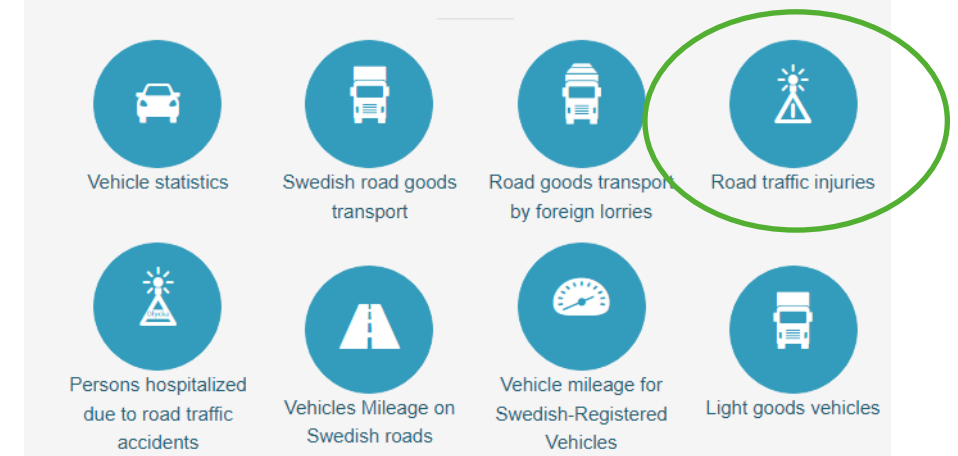 Vehicle statistics
Swedish road goods
transport
Road goods transport
by foreign lorries
Road traffic injuries
Olycka
Persons hospitalized
due to road traffic
accidents
Vehicles Mileage on
Swedish roads
Vehicle mileage for
Swedish-Registered
Vehicles
Light goods vehicles